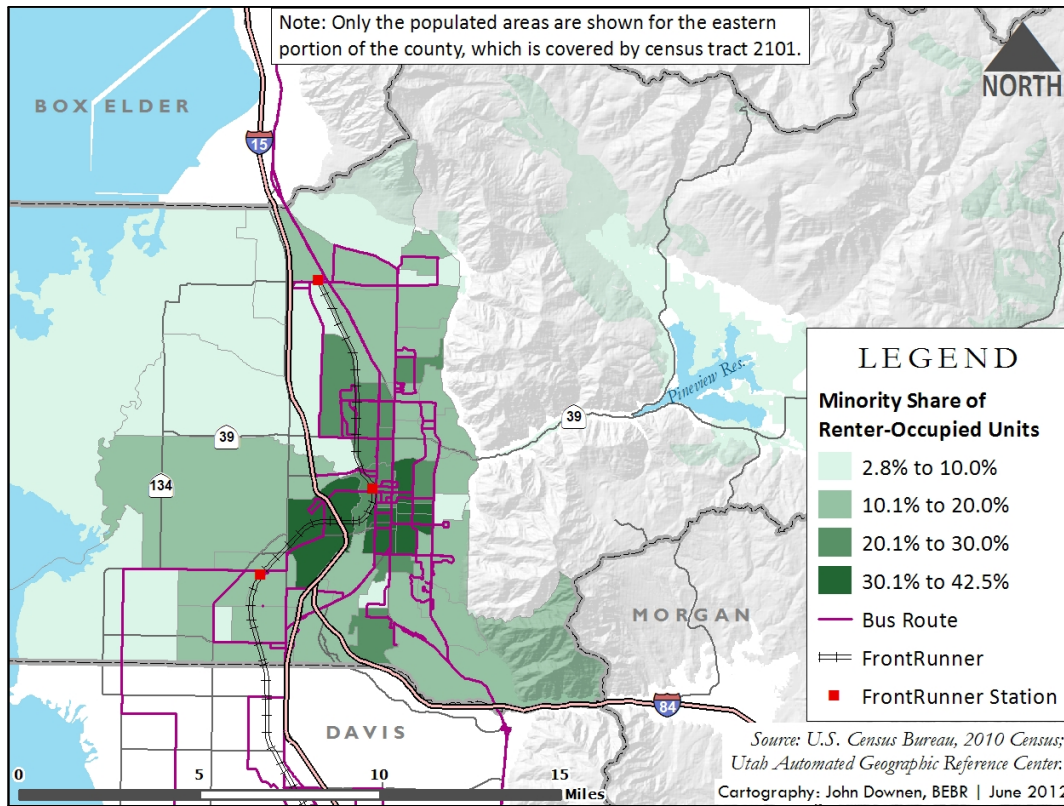 Note: Only the populated areas are shown for the eastern
portion of the county, which is covered by census tract 2101.
NORTH
BOX ELDER
15
Pineview Res.
39
39
134
LEGEND
Minority Share of
Renter-Occupied Units
2.8% to 10.0%
10.1% to 20.0%
20.1% to 30.0%
30.1% to 42.5%
Bus Route
FrontRunner
FrontRunner Station
MORGAN
84
DAVIS
Source: U.S. Census Bureau, 2010 Census;
Utah Automated Geographic Reference Center.
0 5 10 15
Miles
Cartography: John Downen, BEBR | June 201